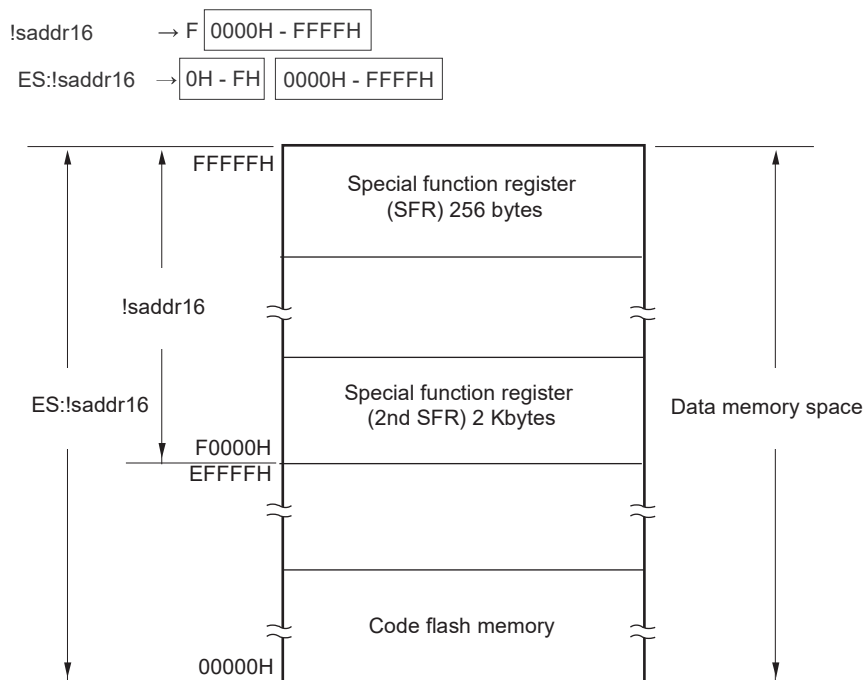 !saddr16 → F 0000H - FFFFH
ES:!saddr16 → 0H - FH 0000H - FFFFH
FFFFFH
Special function register
(SFR) 256 bytes
!saddr16
Special function register
(2nd SFR) 2 Kbytes
ES:!saddr16
Data memory space
F0000H
EFFFFH
Code flash memory
00000H